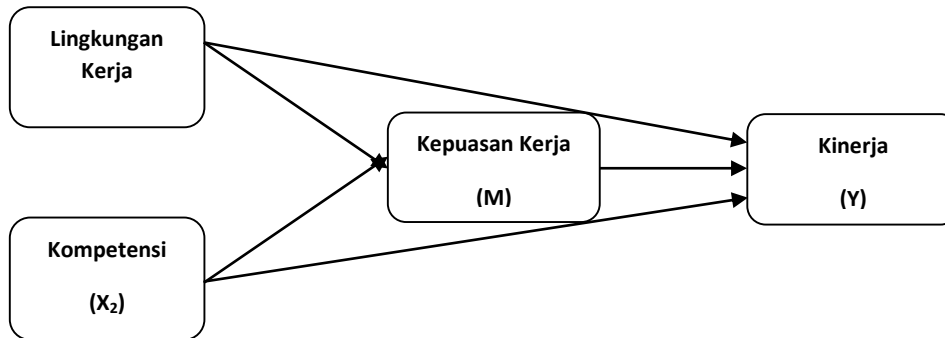 Lingkungan
Kerja
Kepuasan Kerja
(M)
Kinerja
(Y)
Kompetensi
(X₂)